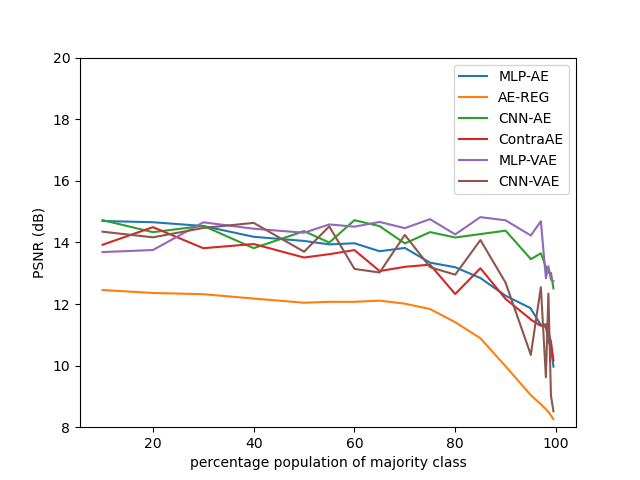 20
18
16
14
12
10
8
PSNR (dB)
20
40
60
80
100
percentage population of majority class
MLP-AE
AE-REG
CNN-AE
ContraAE
MLP-VAE
CNN-VAE